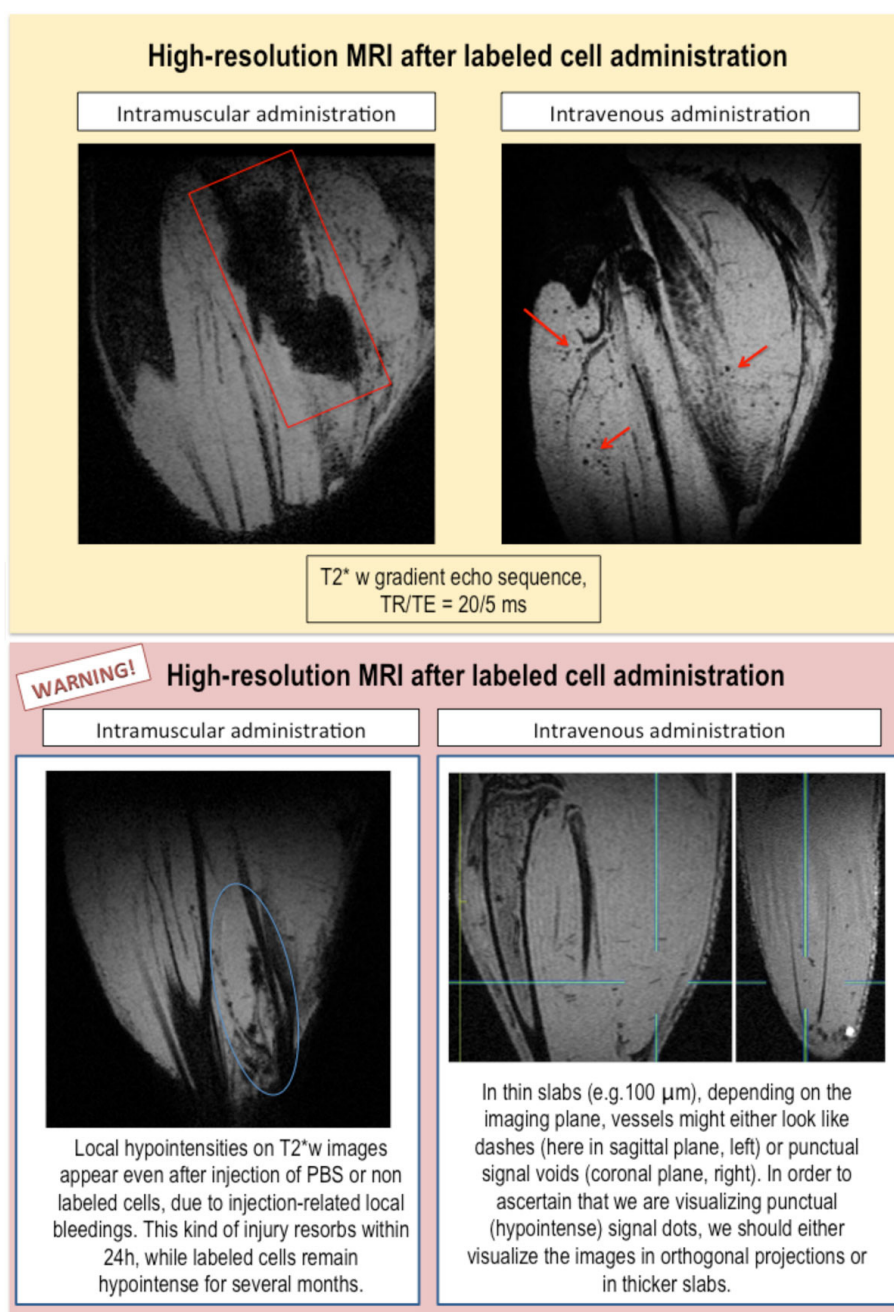 High-resolution MRI after labeled cell administration
Intramuscular administration
Intravenous administration
T2* w gradient echo sequence,
TR/TE = 20/5 ms
WARNING!
High-resolution MRI after labeled cell administration
Intramuscular administration
Intravenous administration
Local hypointensities on T2*w images
appear even after injection of PBS or non
labeled cells, due to injection-related local
bleedings. This kind of injury resorbs within
24h, while labeled cells remain
hypointense for several months.
In thin slabs (e.g.100 μm), depending on the
imaging plane, vessels might either look like
dashes (here in sagittal plane, left) or punctual
signal voids (coronal plane, right). In order to
ascertain that we are visualizing punctual
(hypointense) signal dots, we should either
visualize the images in orthogonal projections or
in thicker slabs.